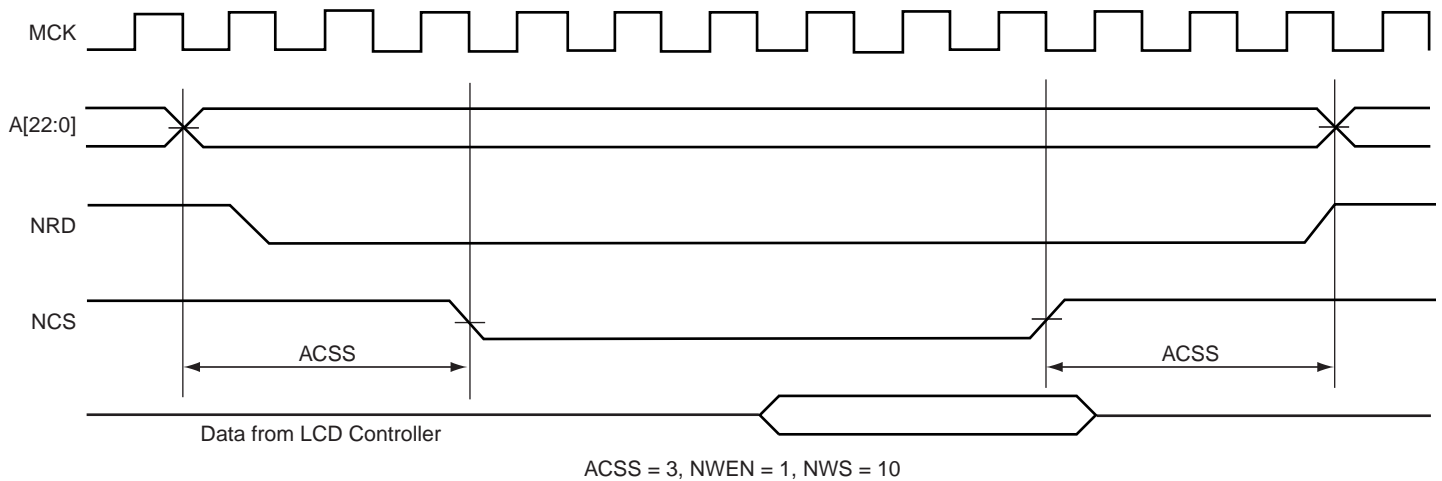 MCK
A[22:0]
NRD
NCS
ACSS
ACSS
Data from LCD Controller
ACSS = 3, NWEN = 1, NWS = 10